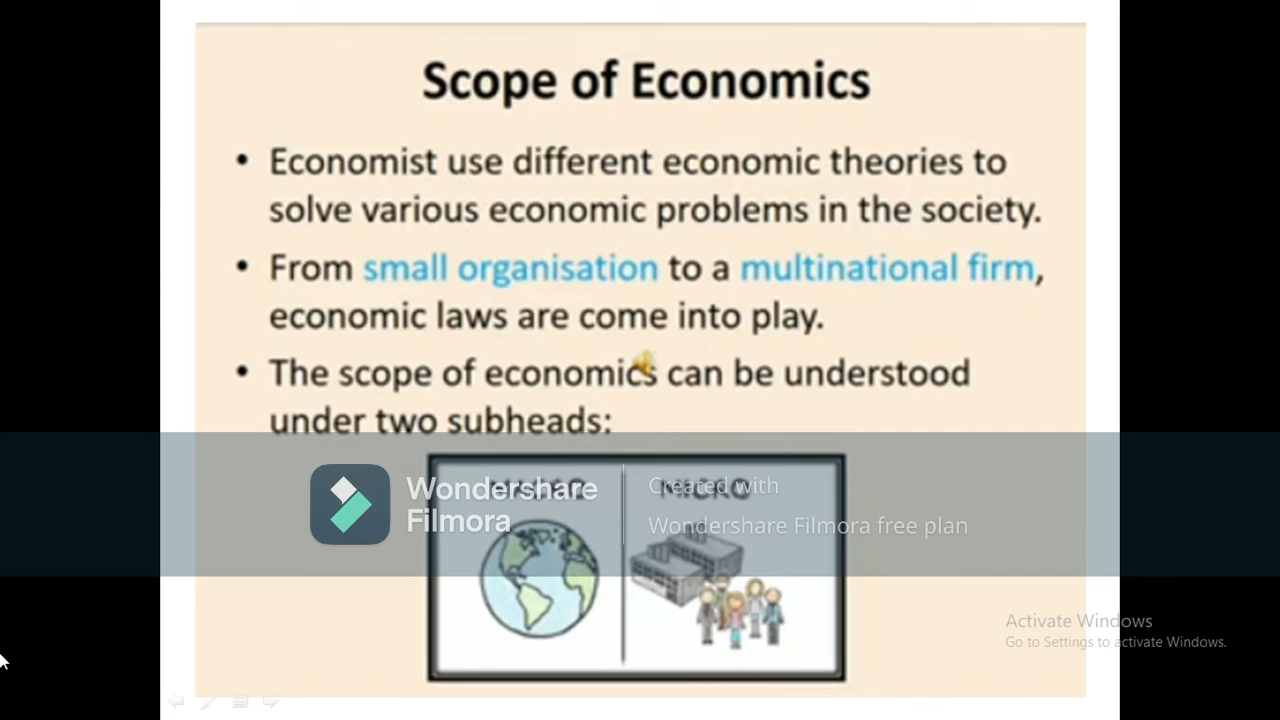 Scope of Economics
• Economist use different economic theories to
solve various economic problems in the society.
• From small organisation to a multinational firm,
economic laws are come into play.
• The scope of economics can be understood
under two subheads:
MACRO
MICRO
Wondershare
Filmora
Created with
Wondershare Filmora free plan
Activate Windows
Go to Settings to activate Windows.